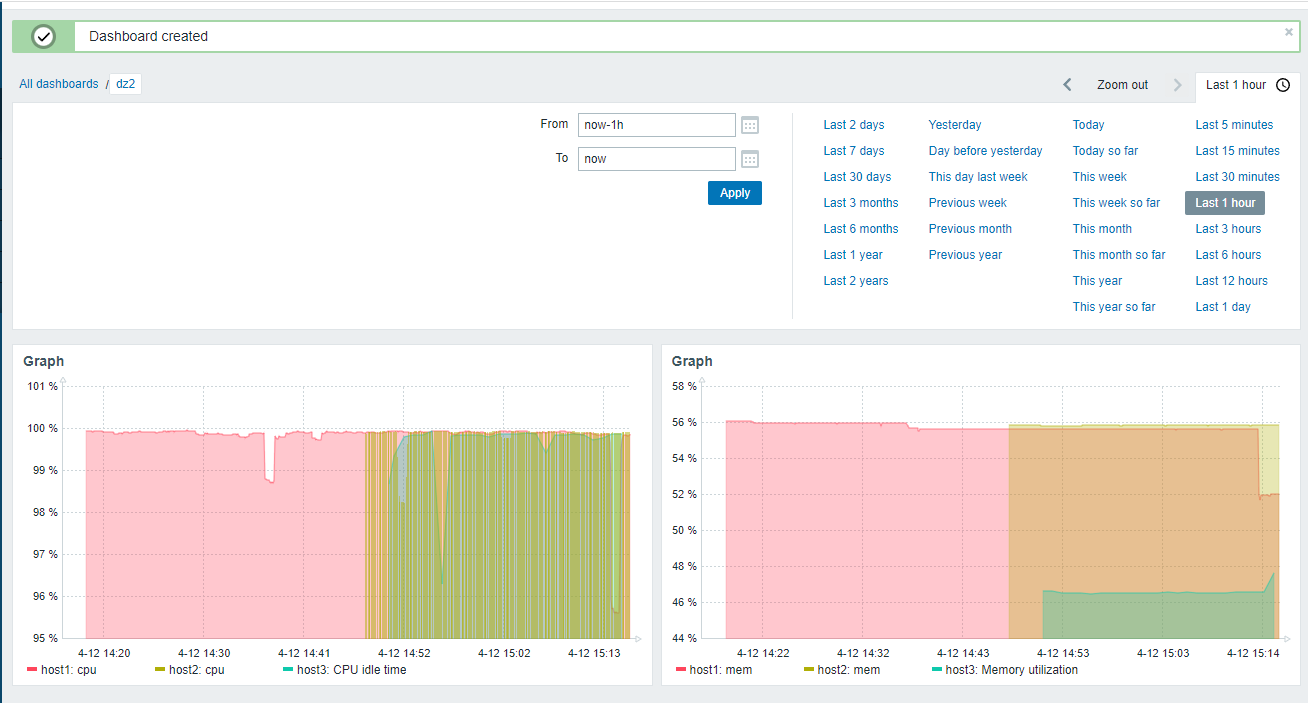 Dashboard created
All dashboards / dz2
Zoom out
Last 1 hour
From now-1h
To now
Apply
Last 2 days Yesterday Today Last 5 minutes
Last 7 days Day before yesterday Today so far Last 15 minutes
Last 30 days This day last week This week Last 30 minutes
Last 3 months Previous week This week so far Last 1 hour
Last 6 months Previous month This month Last 3 hours
Last 1 year Previous year This month so far Last 6 hours
Last 2 years This year Last 12 hours
This year so far Last 1 day
Graph
101 %
100 %
99 %
98 %
97 %
96 %
95 %
4-12 14:20 4-12 14:30 4-12 14:41 4-12 14:52 4-12 15:02 4-12 15:13
host1: cpu host2: cpu host3: CPU idle time
Graph
58 %
56 %
54 %
52 %
50 %
48 %
46 %
44 %
4-12 14:22 4-12 14:32 4-12 14:43 4-12 14:53 4-12 15:03 4-12 15:14
host1: mem host2: mem host3: Memory utilization